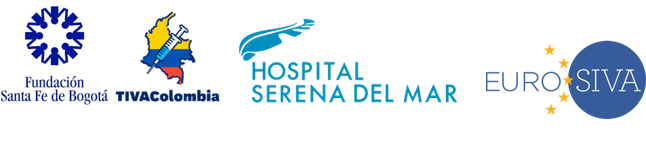 Fundación
Santa Fe de Bogotá
TIVAColombia
HOSPITAL
SERENA DEL MAR
EURO SIVA